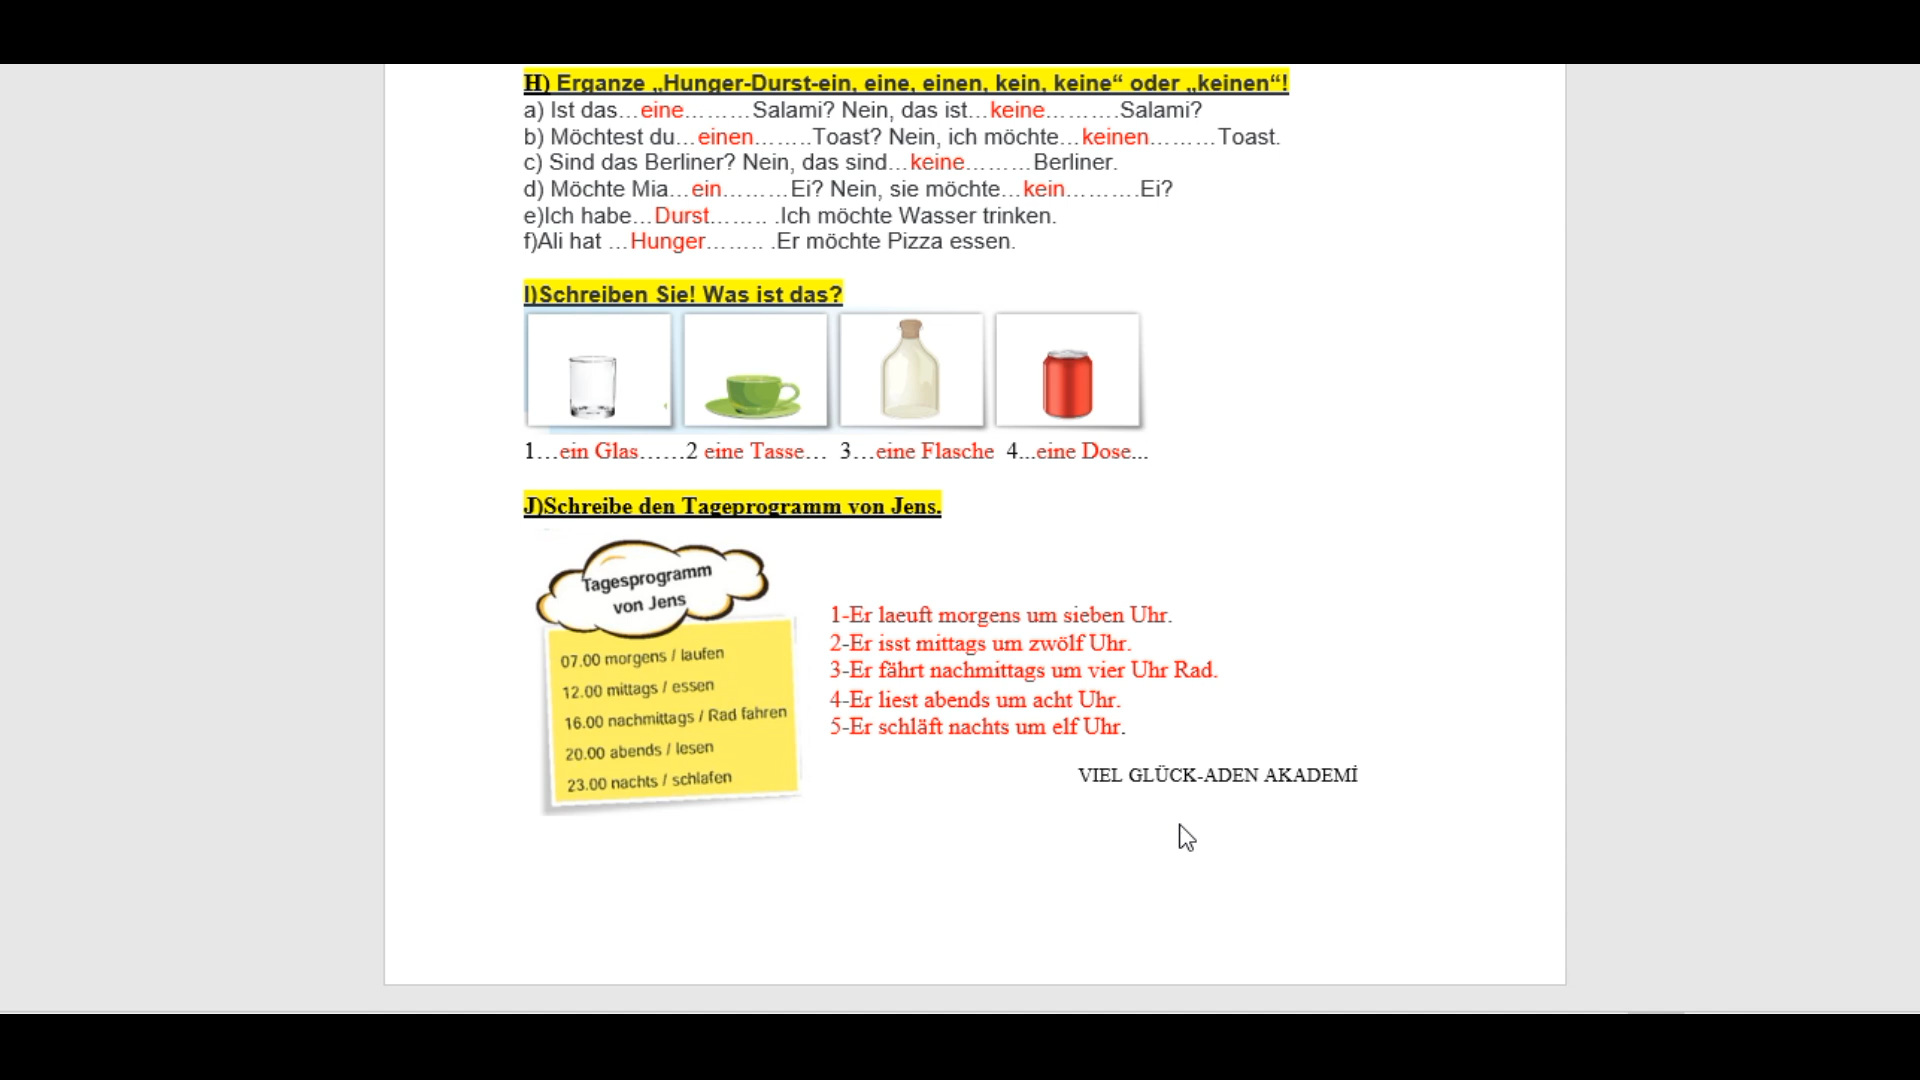 H) Erganze „Hunger-Durst-ein, eine, einen, kein, keine“ oder „keinen“!
a) Ist das…eine………Salami? Nein, das ist…keine……….Salami?
b) Möchtest du…einen……..Toast? Nein, ich möchte…keinen………Toast.
c) Sind das Berliner? Nein, das sind…keine………Berliner.
d) Möchte Mia…ein………Ei? Nein, sie möchte…kein……….Ei?
e)Ich habe…Durst…….. .Ich möchte Wasser trinken.
f)Ali hat …Hunger…….. .Er möchte Pizza essen.
I)Schreiben Sie! Was ist das?
1…ein Glas……2 eine Tasse… 3…eine Flasche 4...eine Dose...
J)Schreibe den Tageprogramm von Jens.
Tagesprogramm
von Jens
07.00 morgens / laufen
12.00 mittags / essen
16.00 nachmittags / Rad fahren
20.00 abends / lesen
23.00 nachts / schlafen
1-Er laeuft morgens um sieben Uhr.
2-Er isst mittags um zwölf Uhr.
3-Er fährt nachmittags um vier Uhr Rad.
4-Er liest abends um acht Uhr.
5-Er schläft nachts um elf Uhr.
VIEL GLÜCK-ADEN AKADEMİ